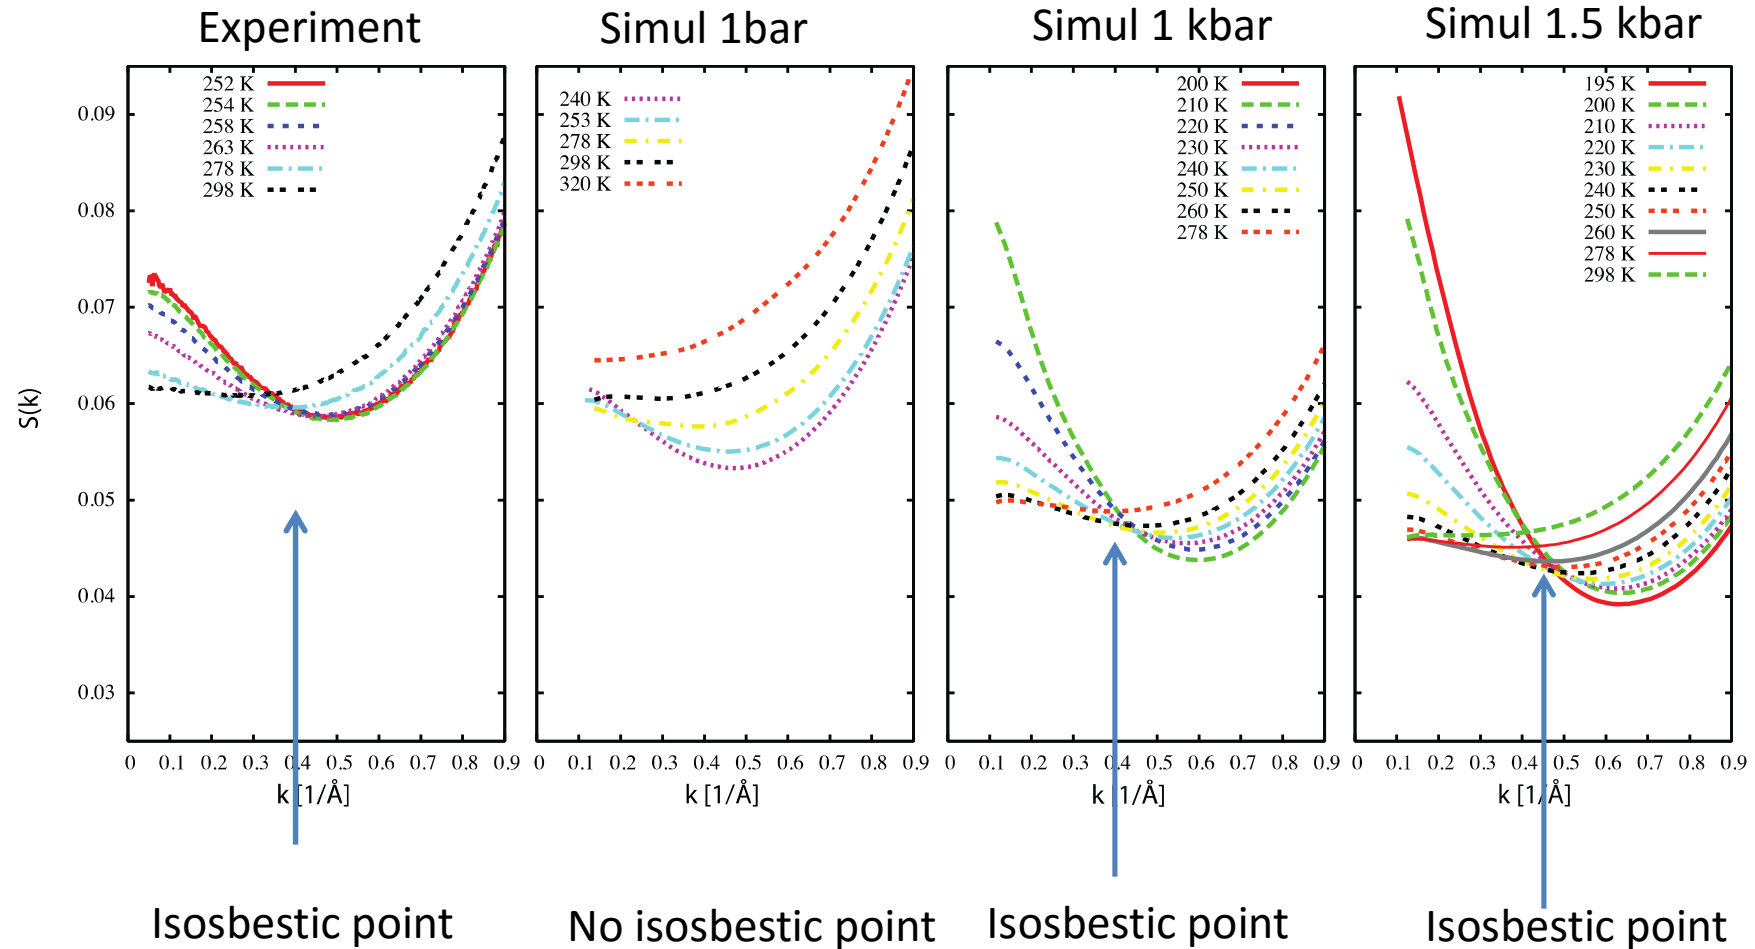 Experiment
Simul 1bar
Simul 1 kbar
Simul 1.5 kbar
S(k)
0.09
0.08
0.07
0.06
0.05
0.04
0.03
252 K
254 K
258 K
263 K
278 K
298 K
0 0.1 0.2 0.3 0.4 0.5 0.6 0.7 0.8 0.9
k [1/Å]
240 K
253 K
278 K
298 K
320 K
0 0.1 0.2 0.3 0.4 0.5 0.6 0.7 0.8 0.9
k [1/Å]
200 K
210 K
220 K
230 K
240 K
250 K
260 K
278 K
0 0.1 0.2 0.3 0.4 0.5 0.6 0.7 0.8 0.9
k [1/Å]
195 K
200 K
210 K
220 K
230 K
240 K
250 K
260 K
278 K
298 K
0 0.1 0.2 0.3 0.4 0.5 0.6 0.7 0.8 0.9
k [1/Å]
Isosbestic point
No isosbestic point
Isosbestic point
Isosbestic point